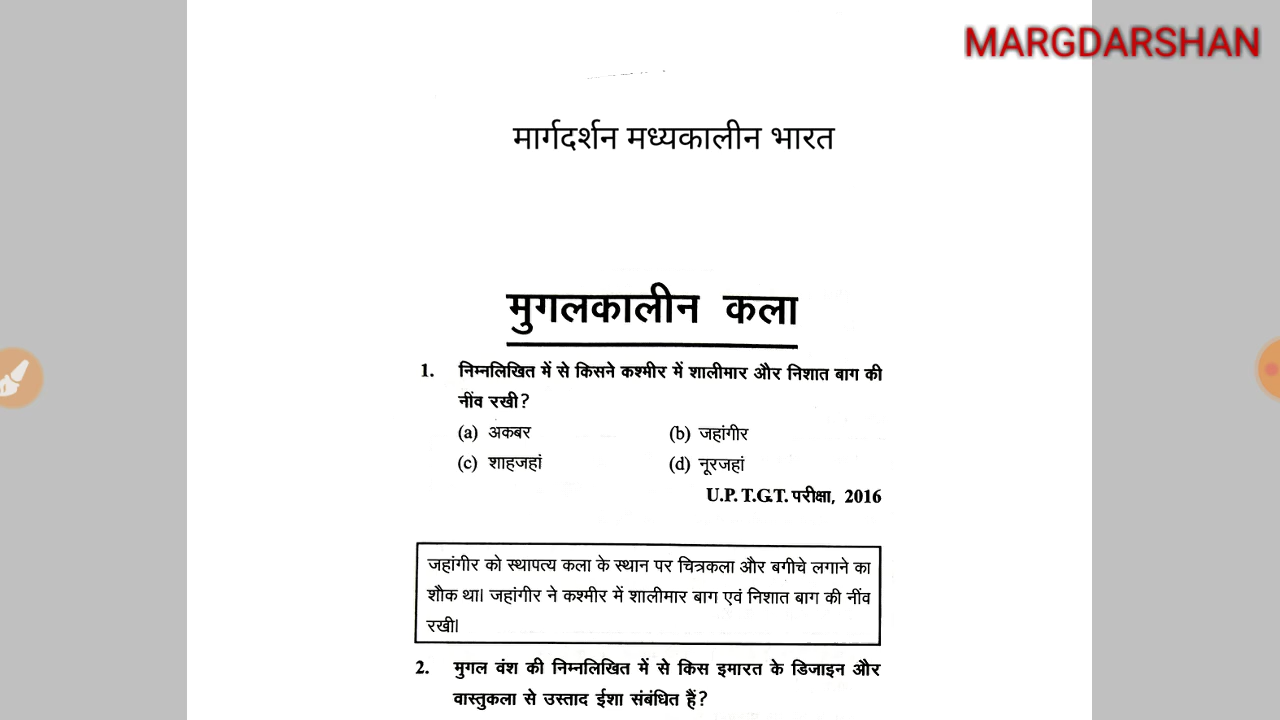 MARGDARSHAN
मार्गदर्शन मध्यकालीन भारत
मुगलकालीन कला
1. निम्नलिखित में से किसने कश्मीर में शालीमार और निशात बाग की
नींव रखी?
(a) अकबर (b) जहांगीर
(c) शाहजहां (d) नूरजहां
U.P. T.G.T. परीक्षा, 2016
जहांगीर को स्थापत्य कला के स्थान पर चित्रकला और बगीचे लगाने का
शौक था। जहांगीर ने कश्मीर में शालीमार बाग एवं निशात बाग की नींव
रखी।
2. मुगल वंश की निम्नलिखित में से किस इमारत के डिजाइन और
वास्तुकला से उस्ताद ईशा संबंधित हैं?